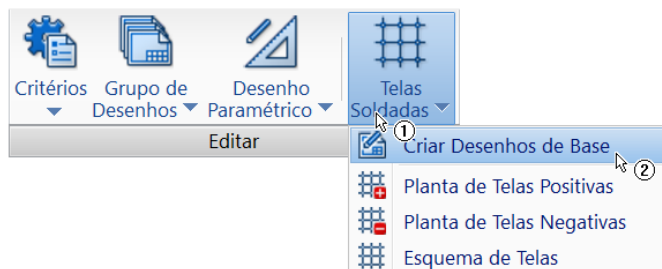 Critérios Grupo de Desenho Telas
Desenhos Paramétrico Soldadas
Editar
①
Criar Desenhos de Base
②
Planta de Telas Positivas
Planta de Telas Negativas
Esquema de Telas